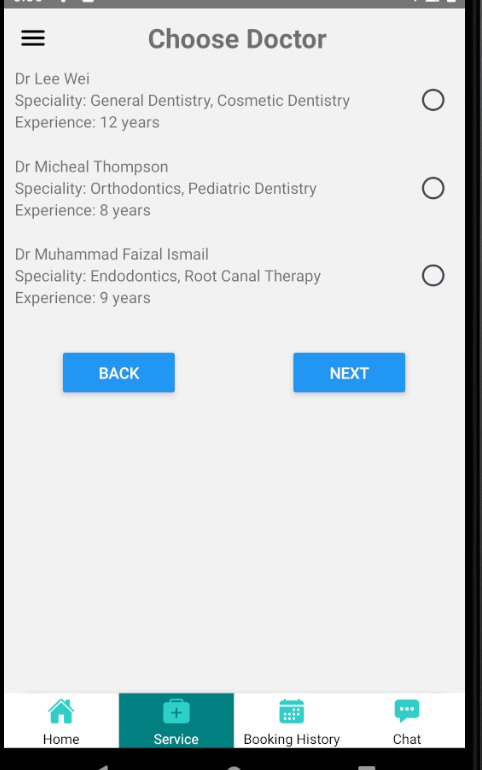 Choose Doctor
Dr Lee Wei
Speciality: General Dentistry, Cosmetic Dentistry
Experience: 12 years
Dr Micheal Thompson
Speciality: Orthodontics, Pediatric Dentistry
Experience: 8 years
Dr Muhammad Faizal Ismail
Speciality: Endodontics, Root Canal Therapy
Experience: 9 years
BACK NEXT
Home Service Booking History Chat